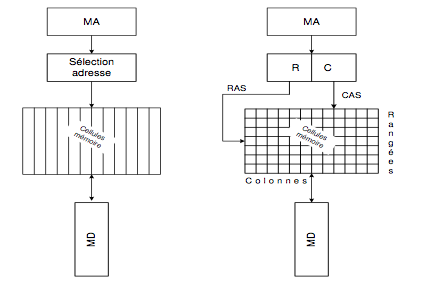 MA
Sélection
adresse
Cellules
mémoire
MD
MA
R C
RAS
CAS
Cellules
mémoire
Rangées
Colonnes
MD